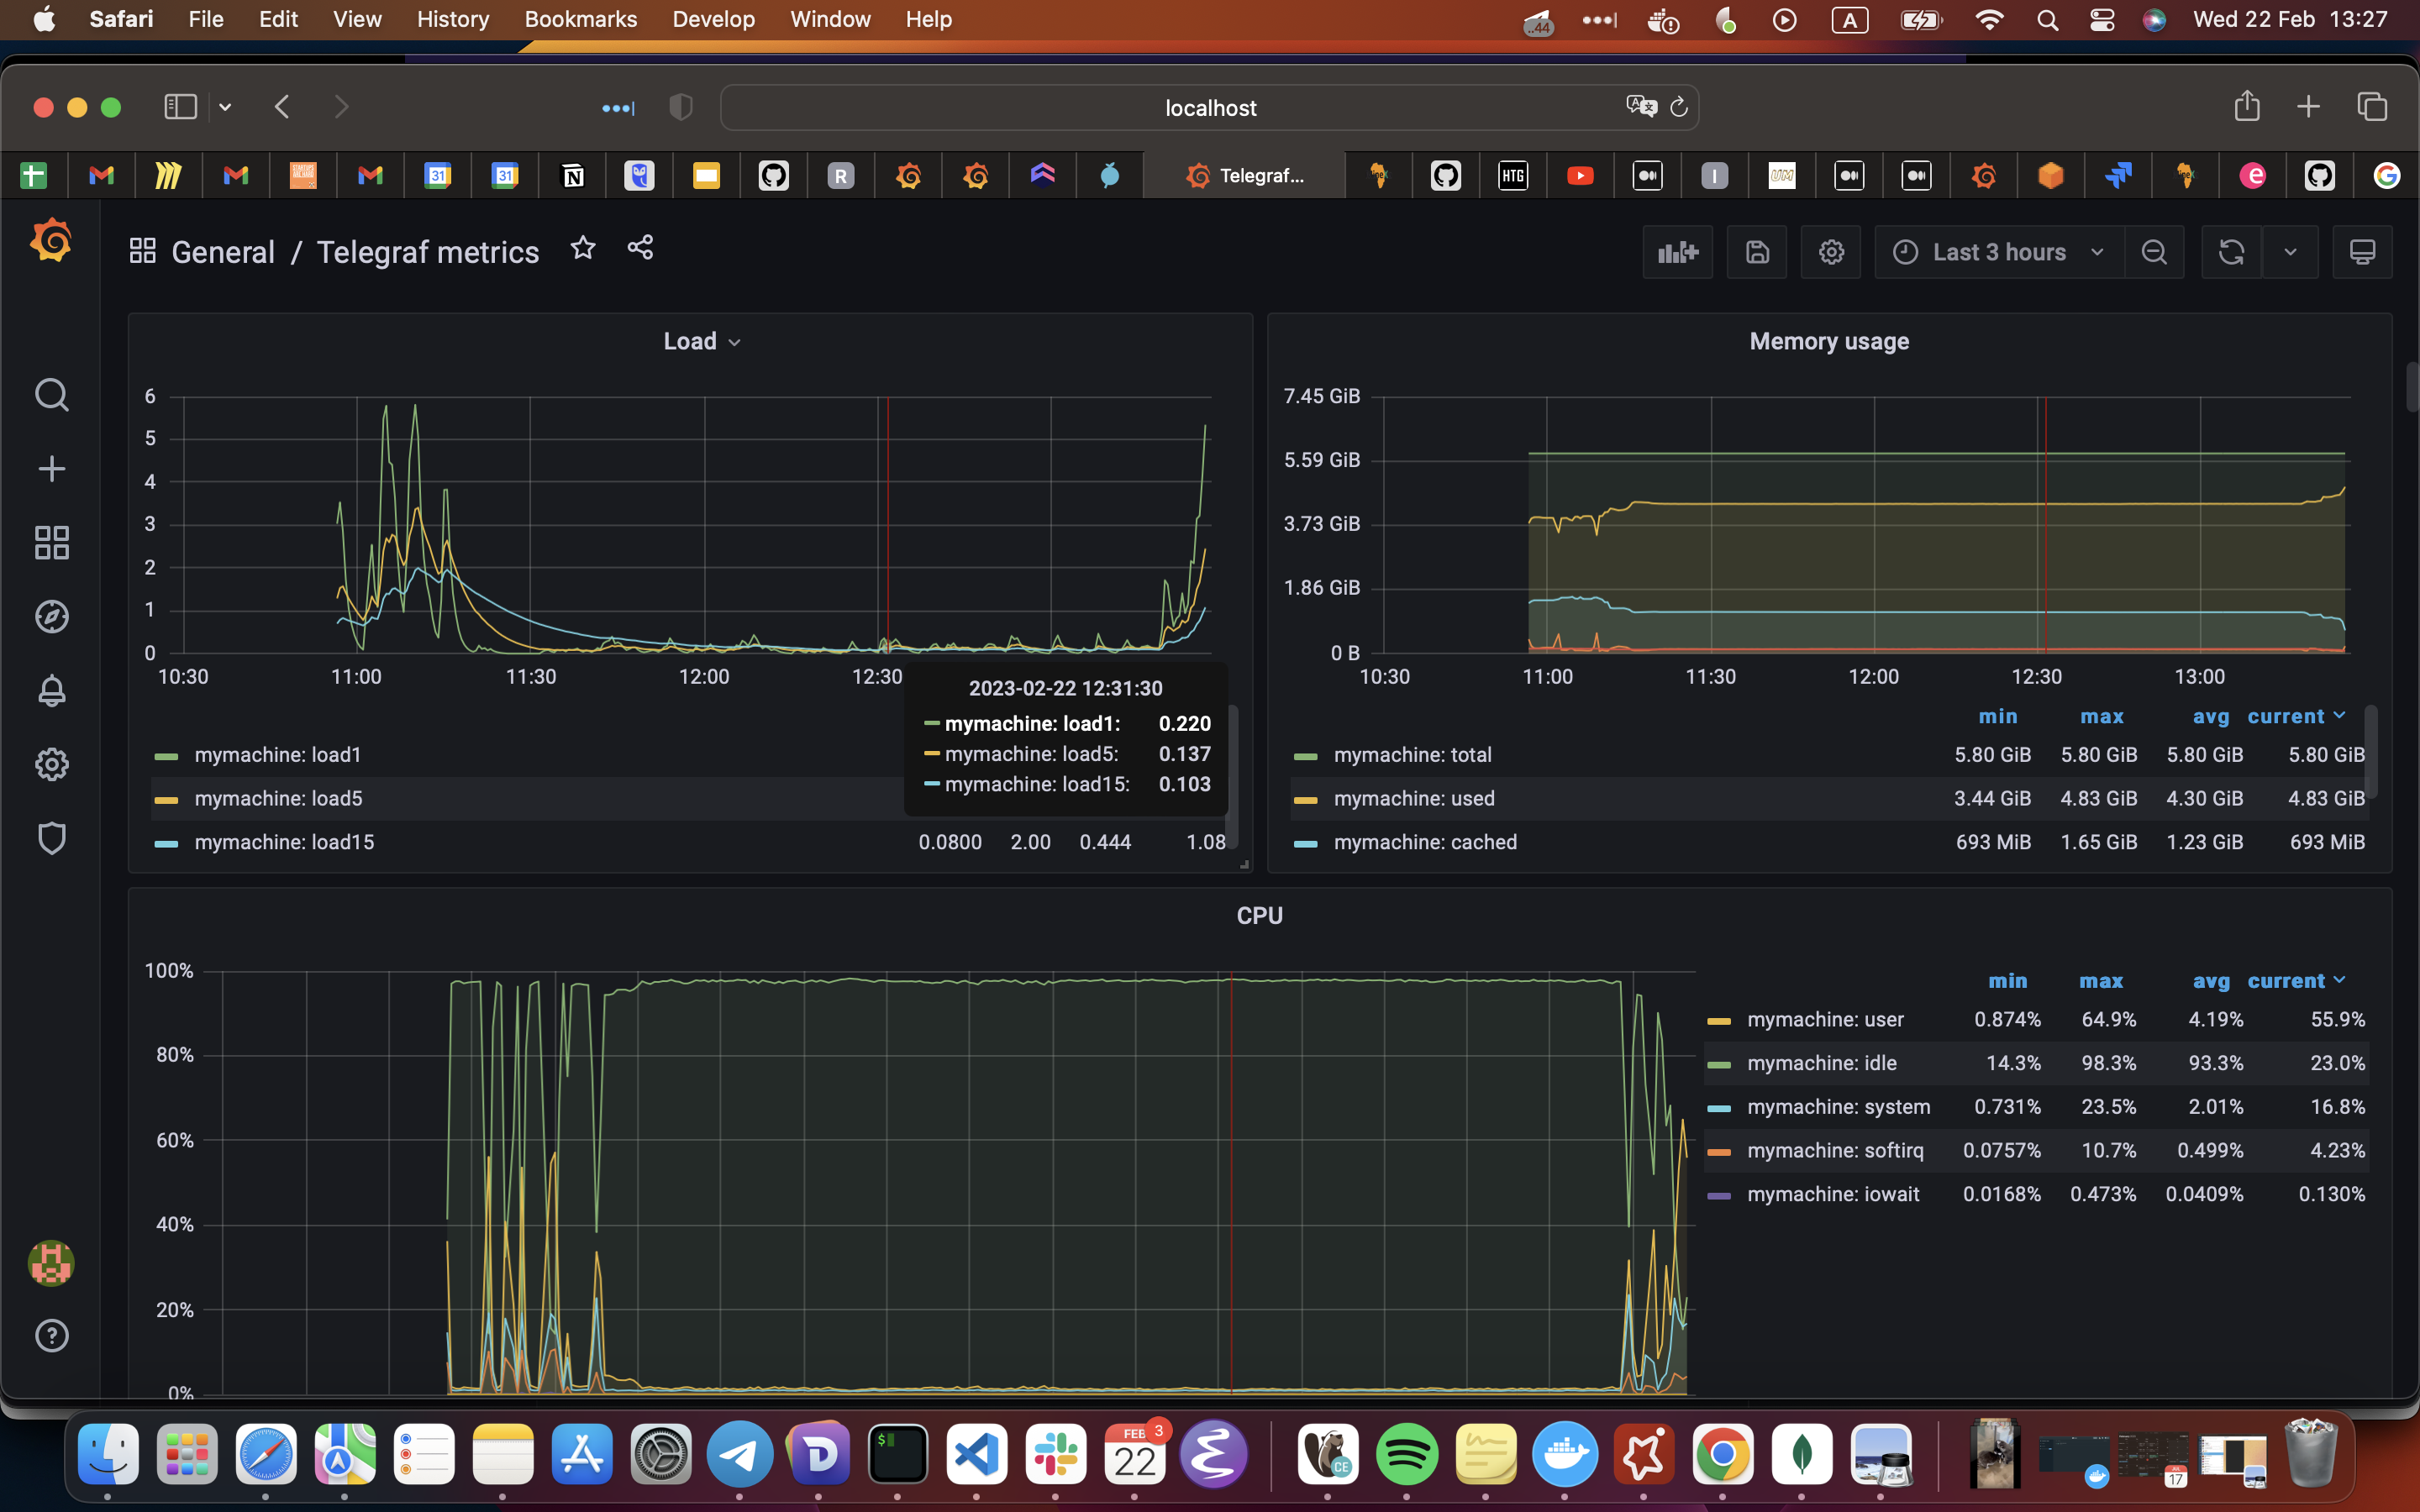 Safari File Edit View History Bookmarks Develop Window Help ..44 A Wed 22 Feb 13:27
localhost
31 31 R Telegraf... HTG I UM
General / Telegraf metrics Last 3 hours
Load
6
5
4
3
2
1
0
10:30 11:00 11:30 12:00 12:30
2023-02-22 12:31:30
mymachine: load1: 0.220
mymachine: load5: 0.137
mymachine: load15: 0.103
mymachine: load1
mymachine: load5
mymachine: load15 0.0800 2.00 0.444 1.08
Memory usage
7.45 GiB
5.59 GiB
3.73 GiB
1.86 GiB
0 B
10:30 11:00 11:30 12:00 12:30 13:00
min max avg current
mymachine: total 5.80 GiB 5.80 GiB 5.80 GiB 5.80 GiB
mymachine: used 3.44 GiB 4.83 GiB 4.30 GiB 4.83 GiB
mymachine: cached 693 MiB 1.65 GiB 1.23 GiB 693 MiB
CPU
100%
80%
60%
40%
20%
0%
min max avg current
mymachine: user 0.874% 64.9% 4.19% 55.9%
mymachine: idle 14.3% 98.3% 93.3% 23.0%
mymachine: system 0.731% 23.5% 2.01% 16.8%
mymachine: softirq 0.0757% 10.7% 0.499% 4.23%
mymachine: iowait 0.0168% 0.473% 0.0409% 0.130%
FEB 3
22
CE
17